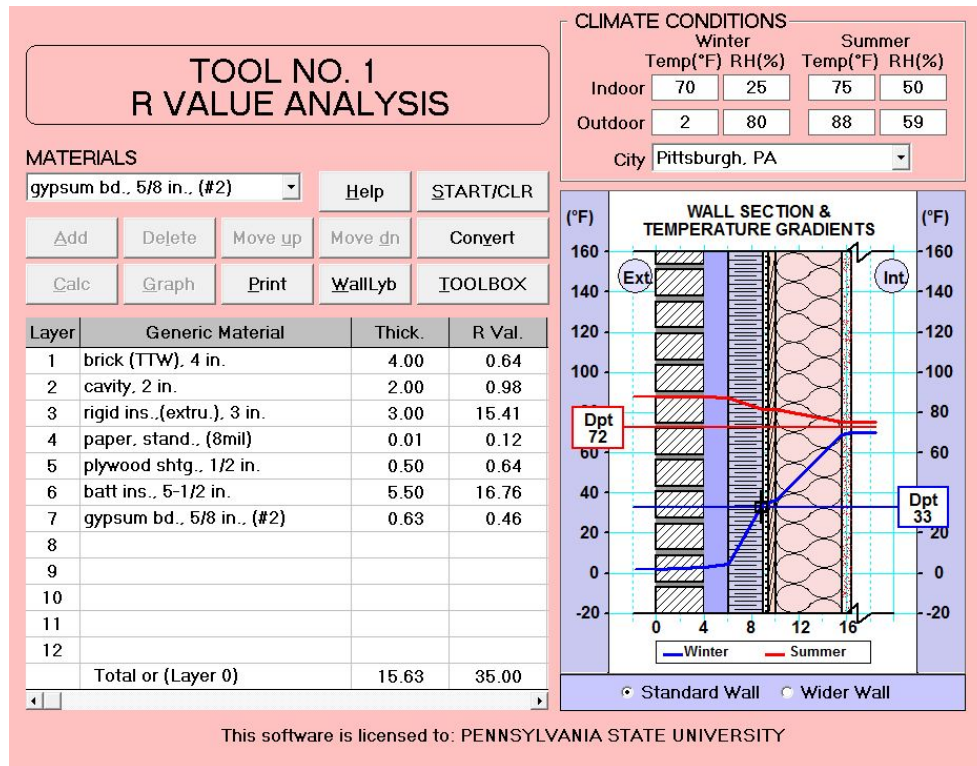 TOOL NO. 1
R VALUE ANALYSIS
CLIMATE CONDITIONS
Winter Summer
Temp(°F) RH(%) Temp(°F) RH(%)
Indoor 70 25 75 50
Outdoor 2 80 88 59
City Pittsburgh, PA
MATERIALS
gypsum bd., 5/8 in., (#2) Help START/CLR
Add Delete Move up Move dn Convert
Calc Graph Print WallLyb TOOLBOX
Layer Generic Material Thick. R Val.
1 brick (TTW), 4 in. 4.00 0.64
2 cavity, 2 in. 2.00 0.98
3 rigid ins.,(extru.), 3 in. 3.00 15.41
4 paper, stand., (8mil) 0.01 0.12
5 plywood shtg., 1/2 in. 0.50 0.64
6 batt ins., 5-1/2 in. 5.50 16.76
7 gypsum bd., 5/8 in., (#2) 0.63 0.46
8
9
10
11
12
Total or (Layer 0) 15.63 35.00
(°F) WALL SECTION & (°F)
TEMPERATURE GRADIENTS
160 160
Ext. Int.
140 140
120 120
100 100
80
Dpt
72
60 60
40 40
Dpt
33
20 20
0 0
-20 -20
0 4 8 12 16
Winter Summer
Standard Wall Wider Wall
This software is licensed to: PENNSYLVANIA STATE UNIVERSITY